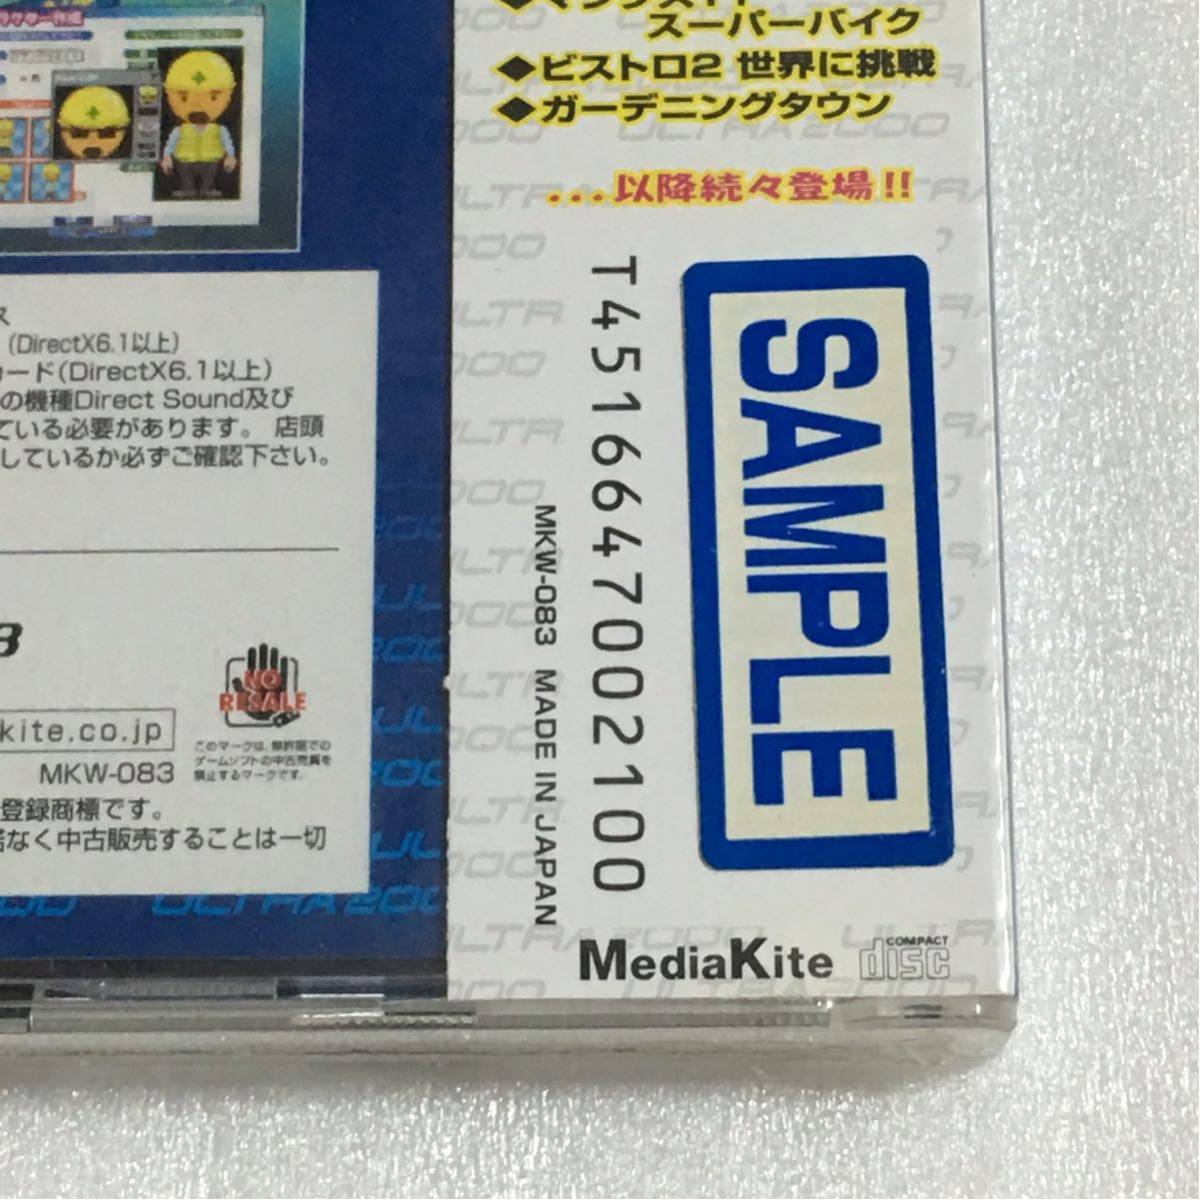 スーパーバイク
◆ビストロ2 世界に挑戦
◆ガーデニングタウン
...以降続々登場!!
T4516647002100
SAMPLE
MKW-083 MADE IN JAPAN
MediaKite
COMPACT
disc
ス
(DirectX6.1以上)
カード(DirectX6.1以上)
の機種Direct Sound及び
ている必要があります。 店頭
しているか必ずご確認下さい。
NO
RESALE
このマークは、無許諾での
ゲームソフトの中古売買を
禁止するマークです。
kite.co.jp
MKW-083
登録商標です。
なく中古販売することは一切
ULTRA2000